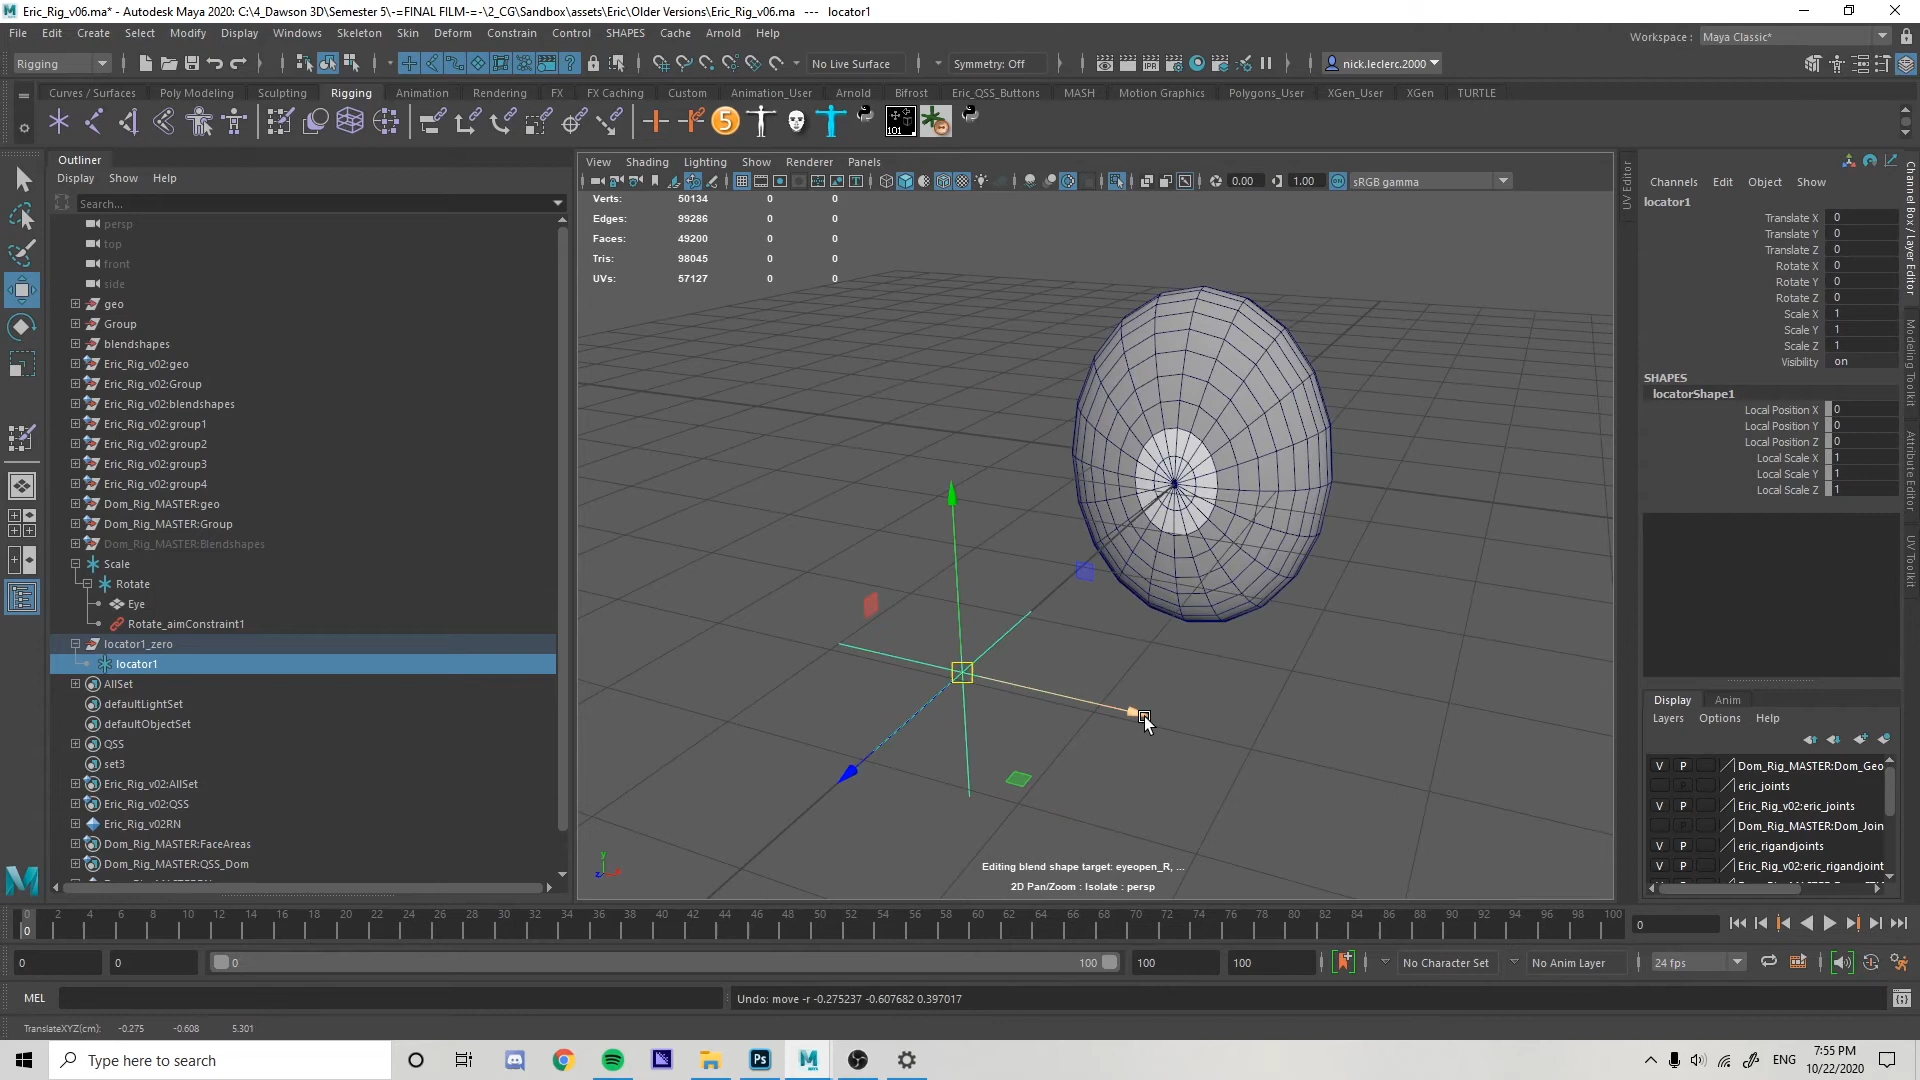 Eric_Rig_v06.ma* - Autodesk Maya 2020: C:\4_Dawson 3D\Semester 5\-=FINAL FILM-=-\2_CG\Sandbox\assets\Eric\Older Versions\Eric_Rig_v06.ma --- locator1
File Edit Create Select Modify Display Windows Skeleton Skin Deform Constrain Control SHAPES Cache Arnold Help
Workspace : Maya Classic*
Rigging No Live Surface Symmetry: Off nick.leclerc.2000
Curves / Surfaces Poly Modeling Sculpting Rigging Animation Rendering FX FX Caching Custom Animation_User Arnold Bifrost Eric_QSS_Buttons MASH Motion Graphics Polygons_User XGen_User XGen TURTLE
5
101
Outliner
Display Show Help
Search...
persp
top
front
side
geo
Group
blendshapes
Eric_Rig_v02:geo
Eric_Rig_v02:Group
Eric_Rig_v02:blendshapes
Eric_Rig_v02:group1
Eric_Rig_v02:group2
Eric_Rig_v02:group3
Eric_Rig_v02:group4
Dom_Rig_MASTER:geo
Dom_Rig_MASTER:Group
Dom_Rig_MASTER:Blendshapes
Scale
Rotate
Eye
Rotate_aimConstraint1
locator1_zero
locator1
AllSet
defaultLightSet
defaultObjectSet
QSS
set3
Eric_Rig_v02:AllSet
Eric_Rig_v02:QSS
Eric_Rig_v02RN
Dom_Rig_MASTER:FaceAreas
Dom_Rig_MASTER:QSS_Dom
View Shading Lighting Show Renderer Panels
0.00 1.00 sRGB gamma
Verts: 50134 0 0
Edges: 99286 0 0
Faces: 49200 0 0
Tris: 98045 0 0
UVs: 57127 0 0
Editing blend shape target: eyeopen_R, ...
2D Pan/Zoom : Isolate : persp
y
UV Editor
Channels Edit Object Show
locator1
Translate X 0
Translate Y 0
Translate Z 0
Rotate X 0
Rotate Y 0
Rotate Z 0
Scale X 1
Scale Y 1
Scale Z 1
Visibility on
SHAPES
locatorShape1
Local Position X 0
Local Position Y 0
Local Position Z 0
Local Scale X 1
Local Scale Y 1
Local Scale Z 1
Display Anim
Layers Options Help
V P Dom_Rig_MASTER:Dom_Geo
eric_joints
V P Eric_Rig_v02:eric_joints
Dom_Rig_MASTER:Dom_Join
V P eric_rigandjoints
V P Eric_Rig_v02:eric_rigandjoint
Channel Box / Layer Editor
Modeling Toolkit
Attribute Editor
UV Toolkit
0 2 4 6 8 10 12 14 16 18 20 22 24 26 28 30 32 34 36 38 40 42 44 46 48 50 52 54 56 58 60 62 64 66 68 70 72 74 76 78 80 82 84 86 88 90 92 94 96 98 100
0 0
0 0 0 100 100 100 No Character Set No Anim Layer 24 fps
MEL Undo: move -r -0.275237 -0.607682 0.397017
TranslateXYZ(cm): -0.275 -0.608 5.301
Type here to search
ENG
7:55 PM
10/22/2020